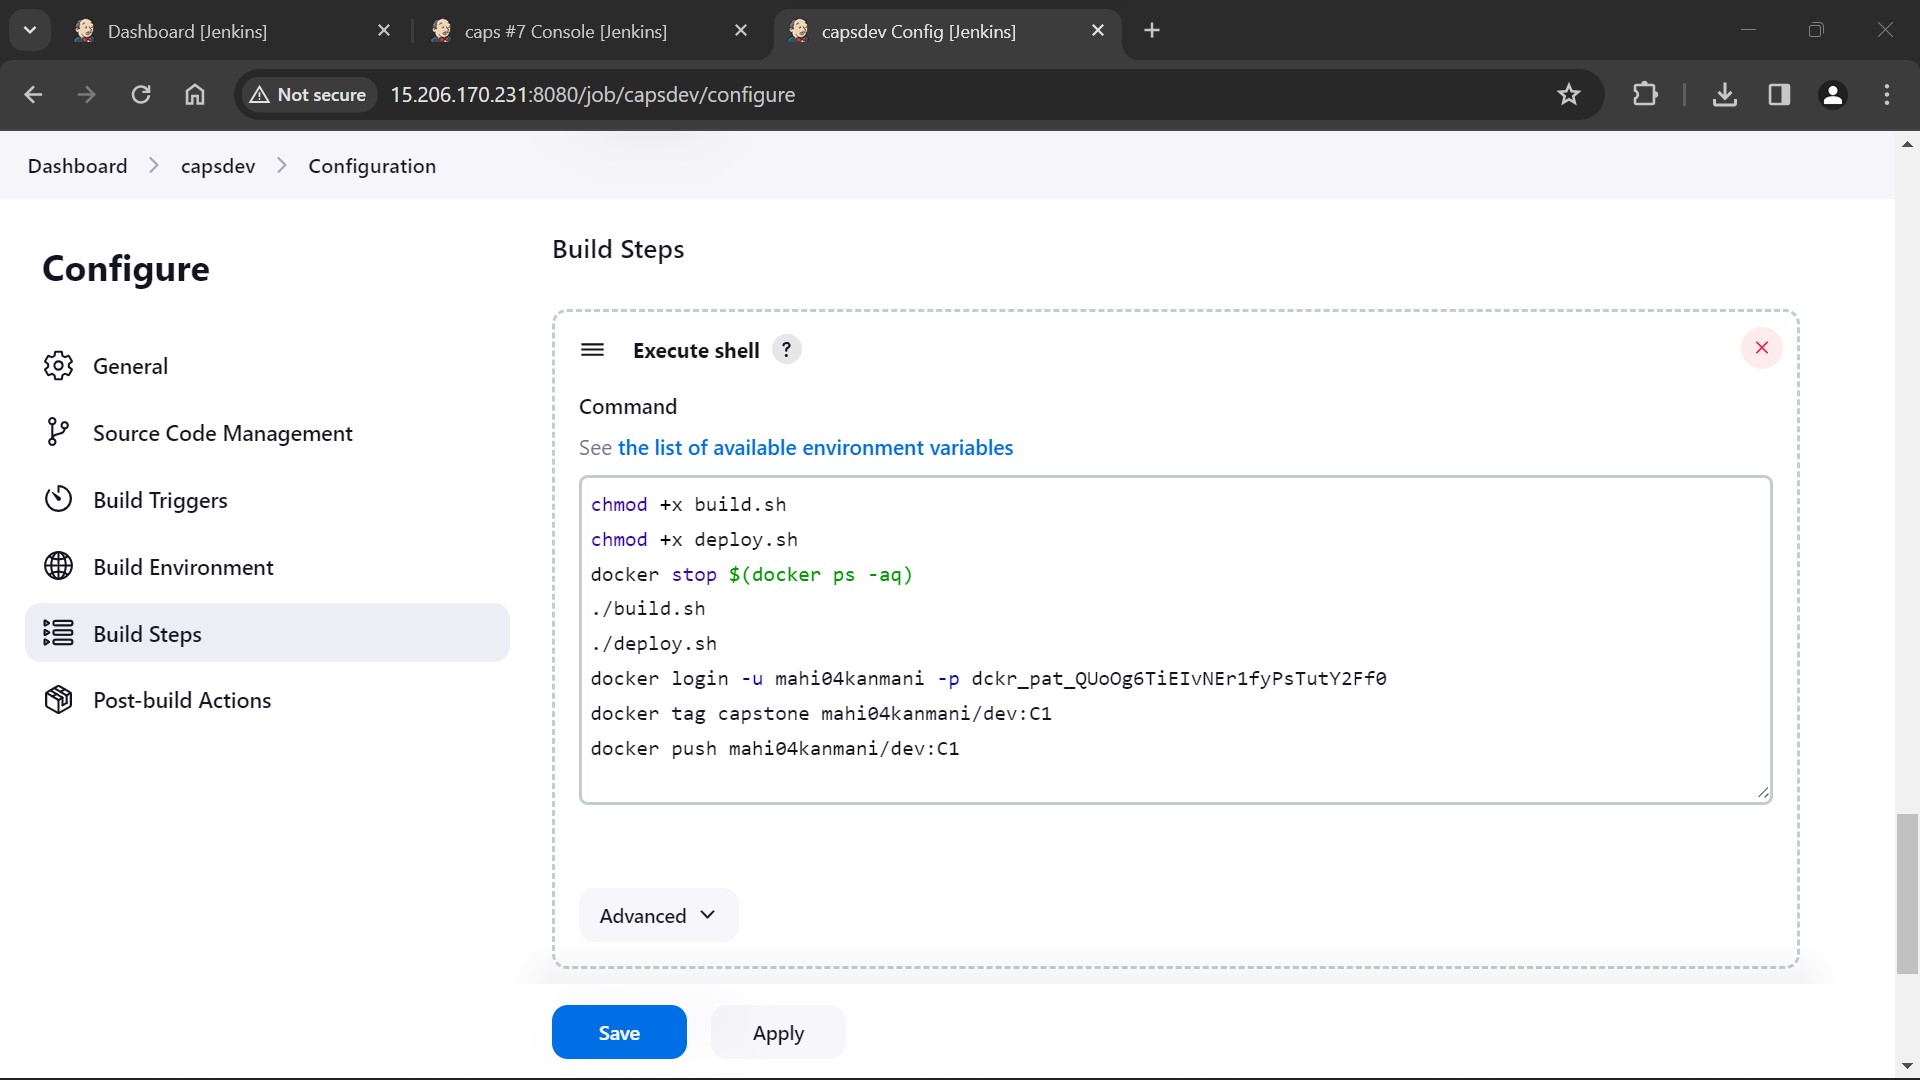 Dashboard [Jenkins]
caps #7 Console [Jenkins]
capsdev Config [Jenkins]
Not secure
15.206.170.231:8080/job/capsdev/configure
Dashboard
capsdev
Configuration
Configure
General
Source Code Management
Build Triggers
Build Environment
Build Steps
Post-build Actions
Build Steps
Execute shell ?
Command
See the list of available environment variables
chmod +x build.sh
chmod +x deploy.sh
docker stop $(docker ps -aq)
./build.sh
./deploy.sh
docker login -u mahi04kanmani -p dckr_pat_QUoOg6TiEIvNEr1fyPsTutY2Ff0
docker tag capstone mahi04kanmani/dev:C1
docker push mahi04kanmani/dev:C1
Advanced
Save
Apply